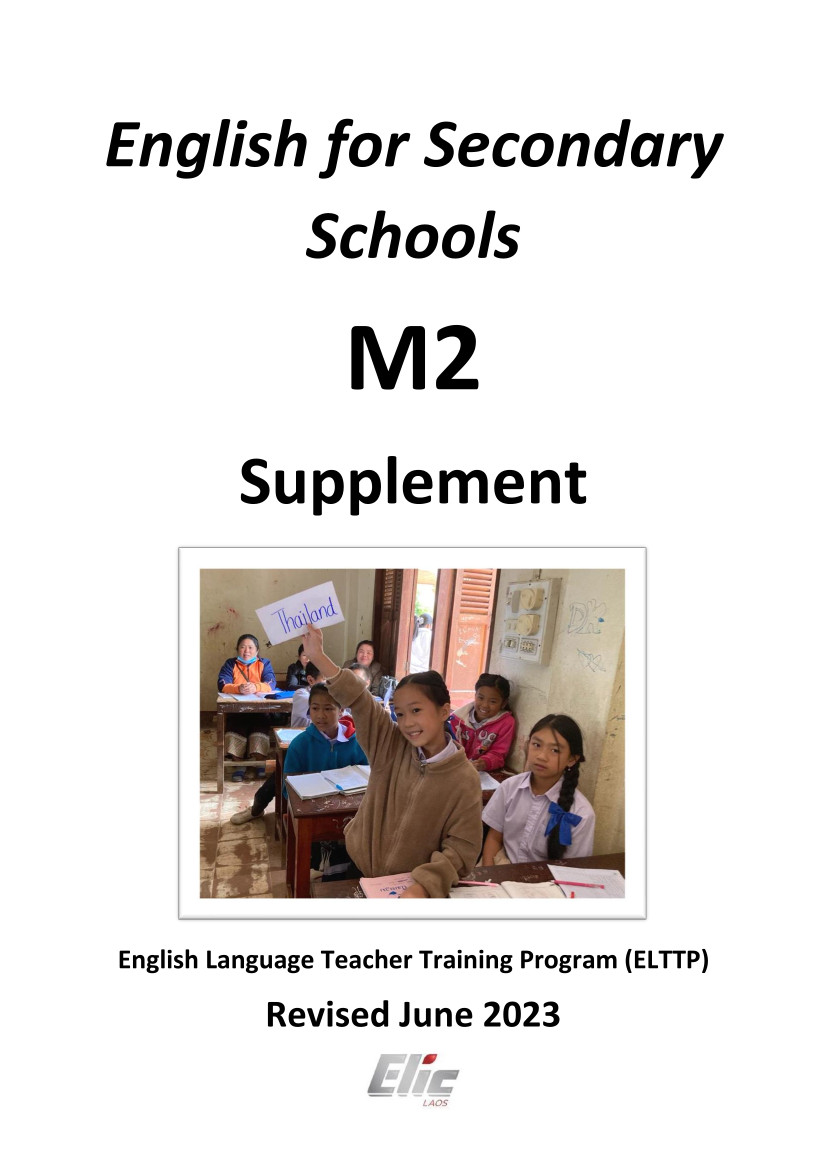 English for Secondary
Schools
M2
Supplement
Thailand
English Language Teacher Training Program (ELTTP)
Revised June 2023
Elic
LAOS